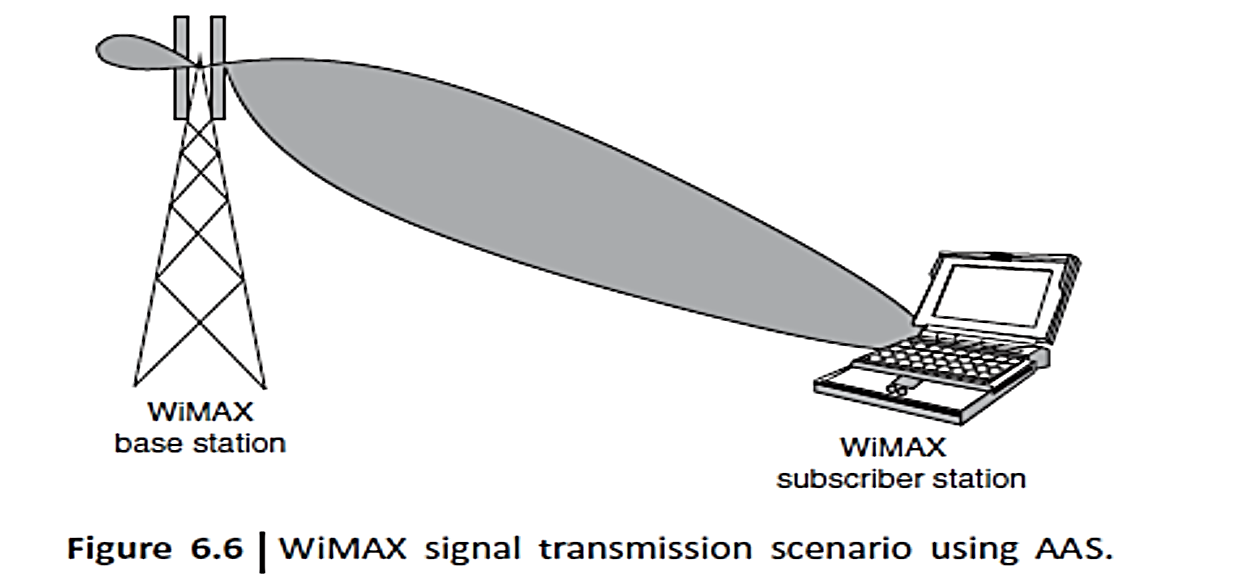 WiMAX
base station
WiMAX
subscriber station
Figure 6.6 | WiMAX signal transmission scenario using AAS.